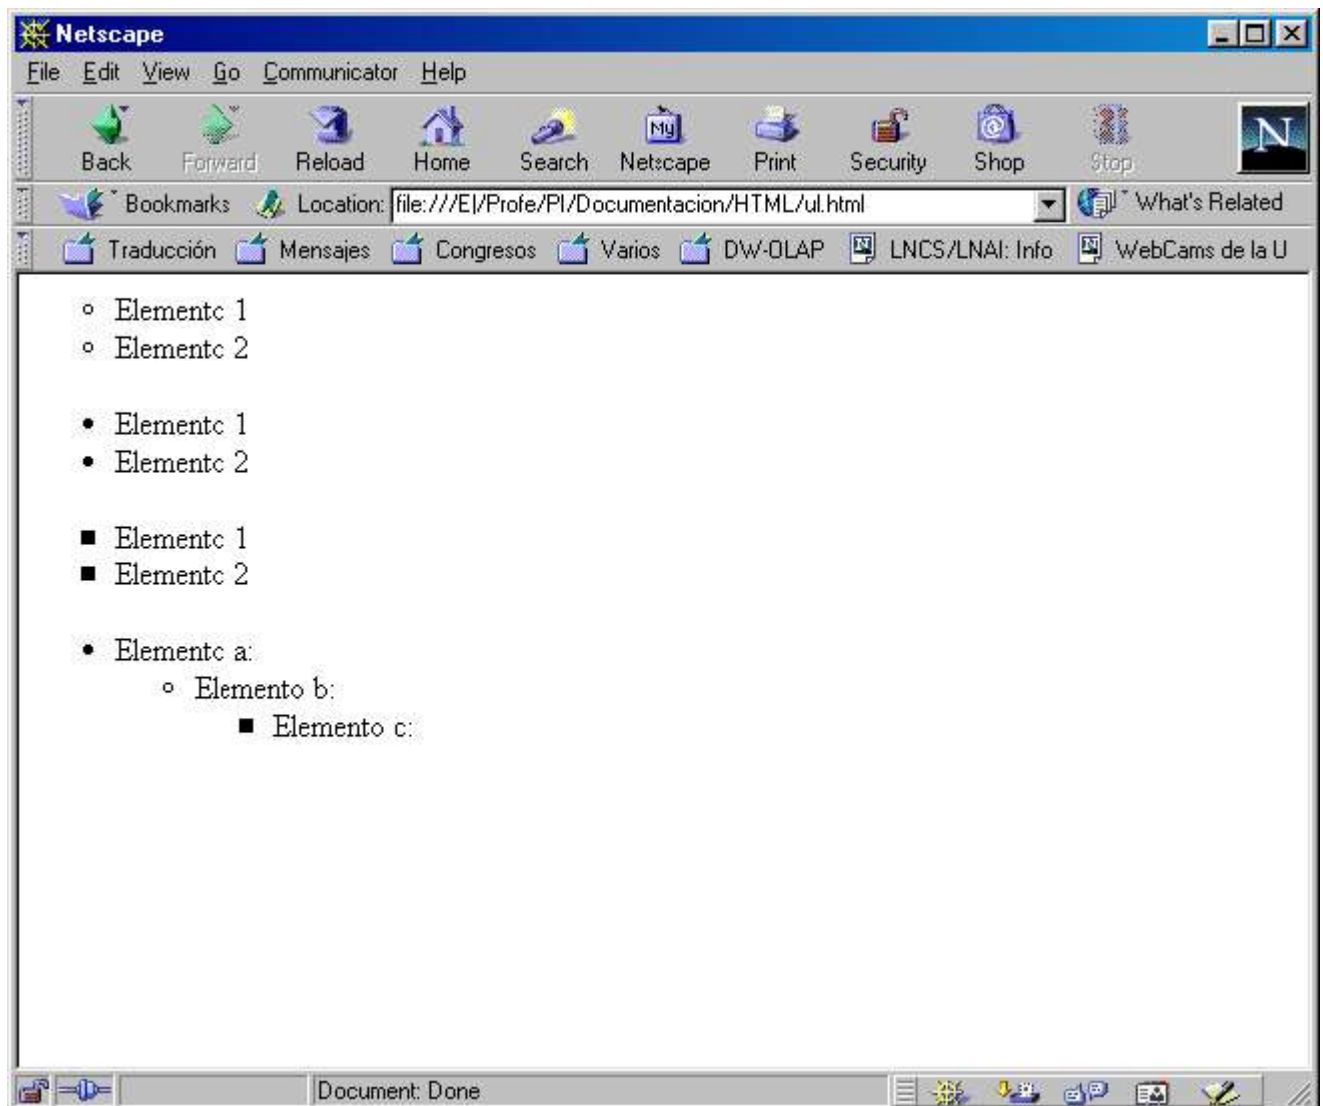 Netscape
File Edit View Go Communicator Help
Back Forward Reload Home Search Netscape Print Security Shop Stop
My
N
Bookmarks Location: file:///E|/Profe/PI/Documentacion/HTML/ul.html What's Related
Traducción Mensajes Congresos Varios DW-OLAP LNCS/LNAI: Info WebCams de la U
Elemento 1
Elemento 2
Elemento 1
Elemento 2
Elemento 1
Elemento 2
Elemento a:
Elemento b:
Elemento c:
Document: Done